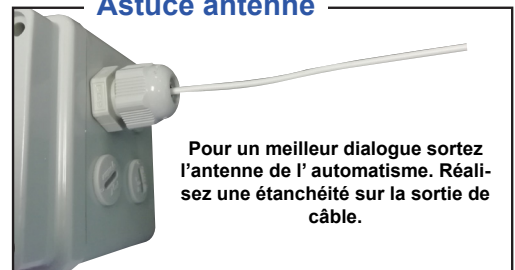 Astuce antenne
Pour un meilleur dialogue sortez
l'antenne de l' automatisme. Réali-
sez une étanchéité sur la sortie de
câble.